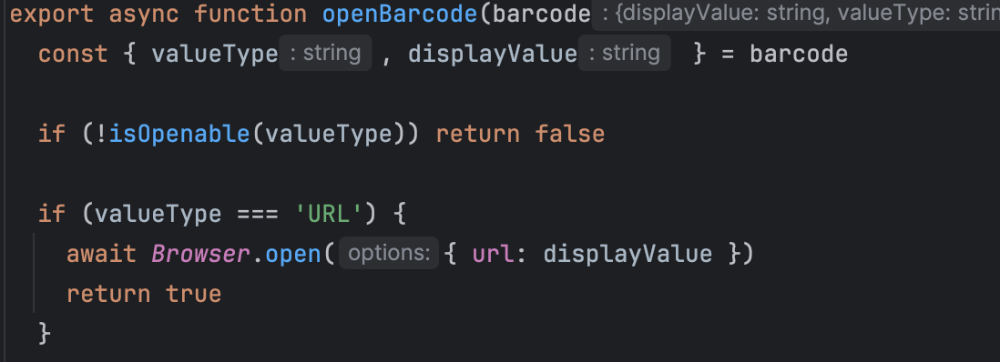 export async function openBarcode(barcode : {displayValue: string, valueType: strin
const { valueType : string , displayValue : string } = barcode
if (!isOpenable(valueType)) return false
if (valueType === 'URL') {
await Browser.open( options: { url: displayValue })
return true
}